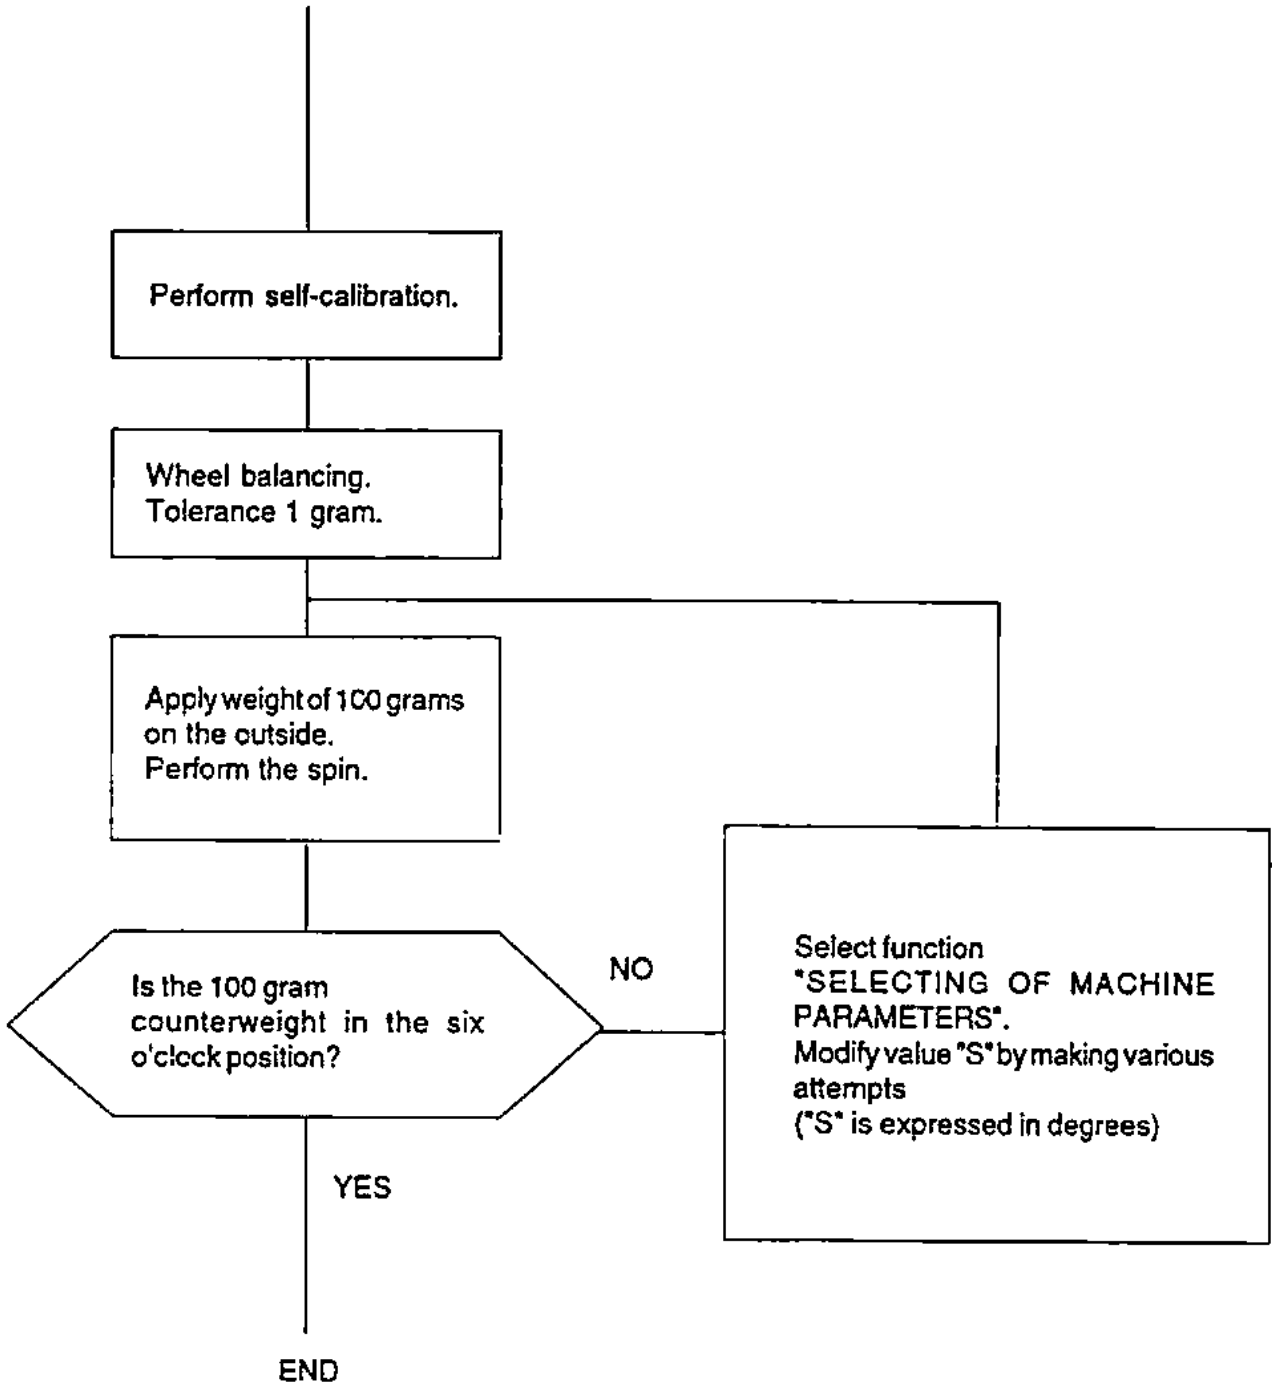 Perform self-calibration.
Wheel balancing.
Tolerance 1 gram.
Apply weight of 100 grams
on the outside.
Perform the spin.
Is the 100 gram
counterweight in the six
o'clock position?
NO
Select function
"SELECTING OF MACHINE
PARAMETERS".
Modify value "S" by making various
attempts
("S" is expressed in degrees)
YES
END